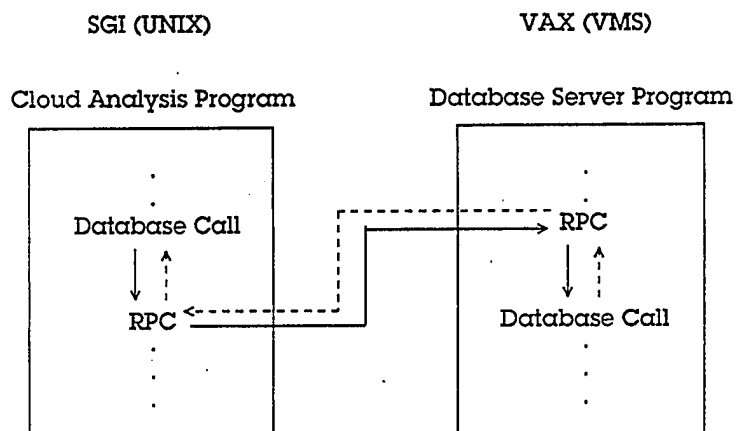 SGI (UNIX)
VAX (VMS)
Cloud Analysis Program
Database Server Program
Database Call
RPC
RPC
Database Call